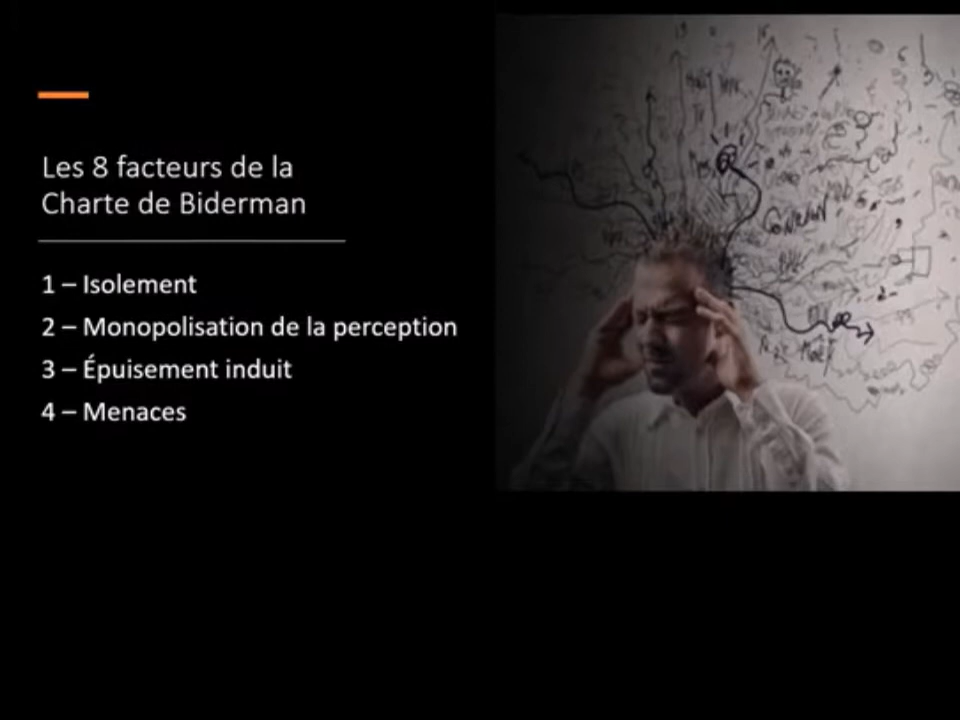 Les 8 facteurs de la
Charte de Biderman
1 – Isolement
2 – Monopolisation de la perception
3 – Épuisement induit
4 – Menaces